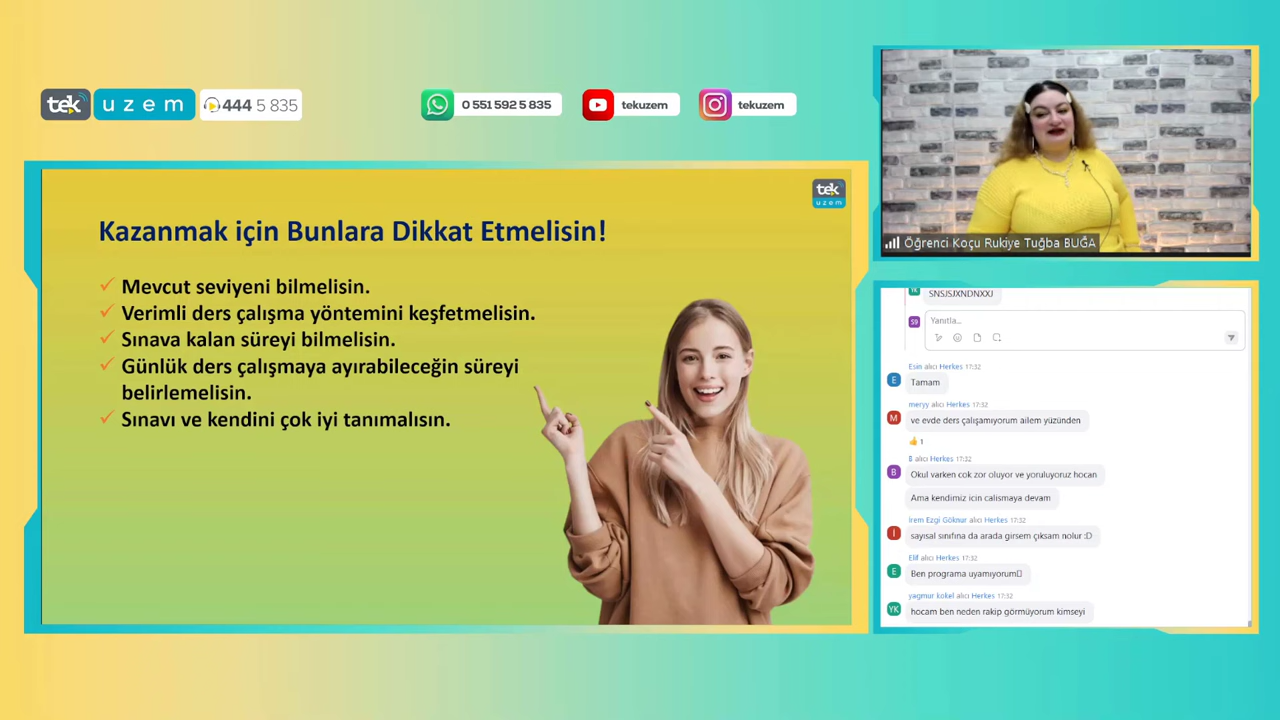 tek uzem 444 5 835
0 551 592 5 835
tekuzem
tekuzem
tek
uzem
Kazanmak için Bunlara Dikkat Etmelisin!
Mevcut seviyeni bilmelisin.
Verimli ders çalışma yöntemini keşfetmelisin.
Sınava kalan süreyi bilmelisin.
Günlük ders çalışmaya ayırabileceğin süreyi
belirlemelisin.
Sınavı ve kendini çok iyi tanımalısın.
Öğrenci Koçu Rukiye Tuğba BUĞA
YK
SNSJSJXNDNXXJ
S9
Yanıtla...
Esin alıcı Herkes 17:32
E
Tamam
meryy alıcı Herkes 17:32
M
ve evde ders çalışamıyorum ailem yüzünden
1
alıcı Herkes 17:32
B
Okul varken cok zor oluyor ve yoruluyoruz hocan
Ama kendimiz icin calismaya devam
İrem Ezgi Göknur alıcı Herkes 17:32
I
sayısal sınıfına da arada girsem çıksam nolur :D
Elif alıcı Herkes 17:32
E
Ben programa uyamıyorum
yagmur kokel alıcı Herkes 17:32
YK
hocam ben neden rakip görmüyorum kimseyi